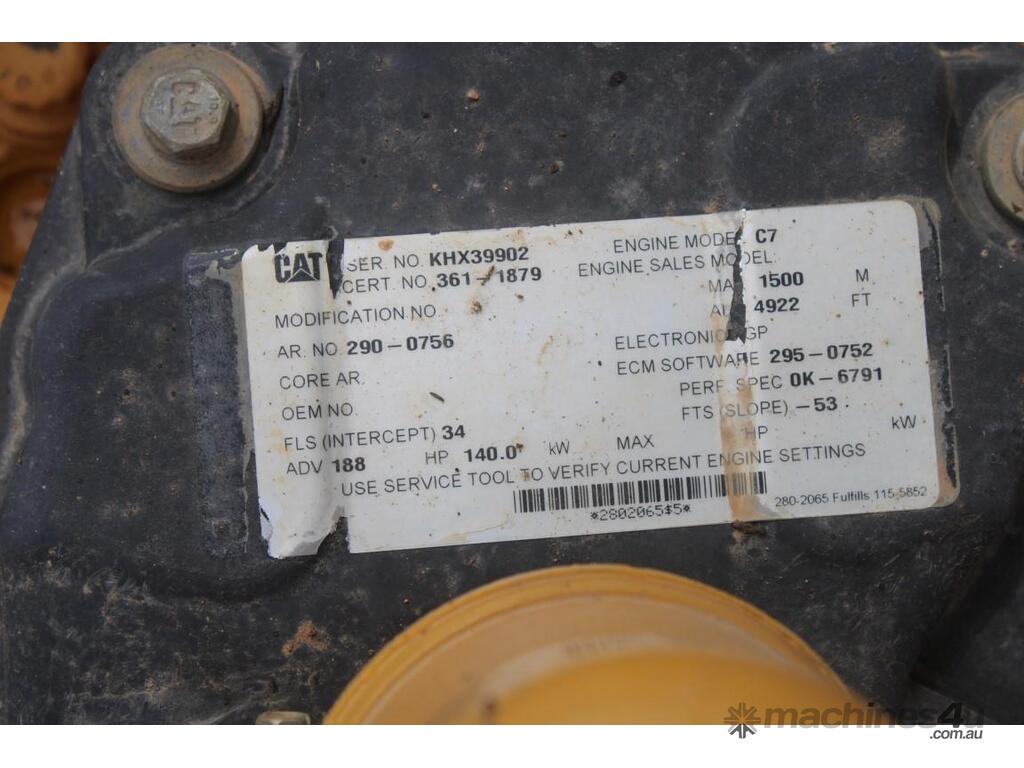 CAT
CAT SER. NO. KHX39902 ENGINE MODEL C7
CERT. NO. 361-1879 ENGINE SALES MODEL:
MODIFICATION NO. MAX 1500 M
AR. NO. 290-0756 4922 FT
CORE AR. ELECTRONIC GP
OEM NO. ECM SOFTWARE 295-0752
FLS (INTERCEPT) 34 PERF. SPEC 0K-6791
ADV 188 HP 140.0 kW MAX FTS (SLOPE) -53
HP kW
USE SERVICE TOOL TO VERIFY CURRENT ENGINE SETTINGS
*2802065$5* 280-2065 Fulfills 115-5852
machines4u
.com.au